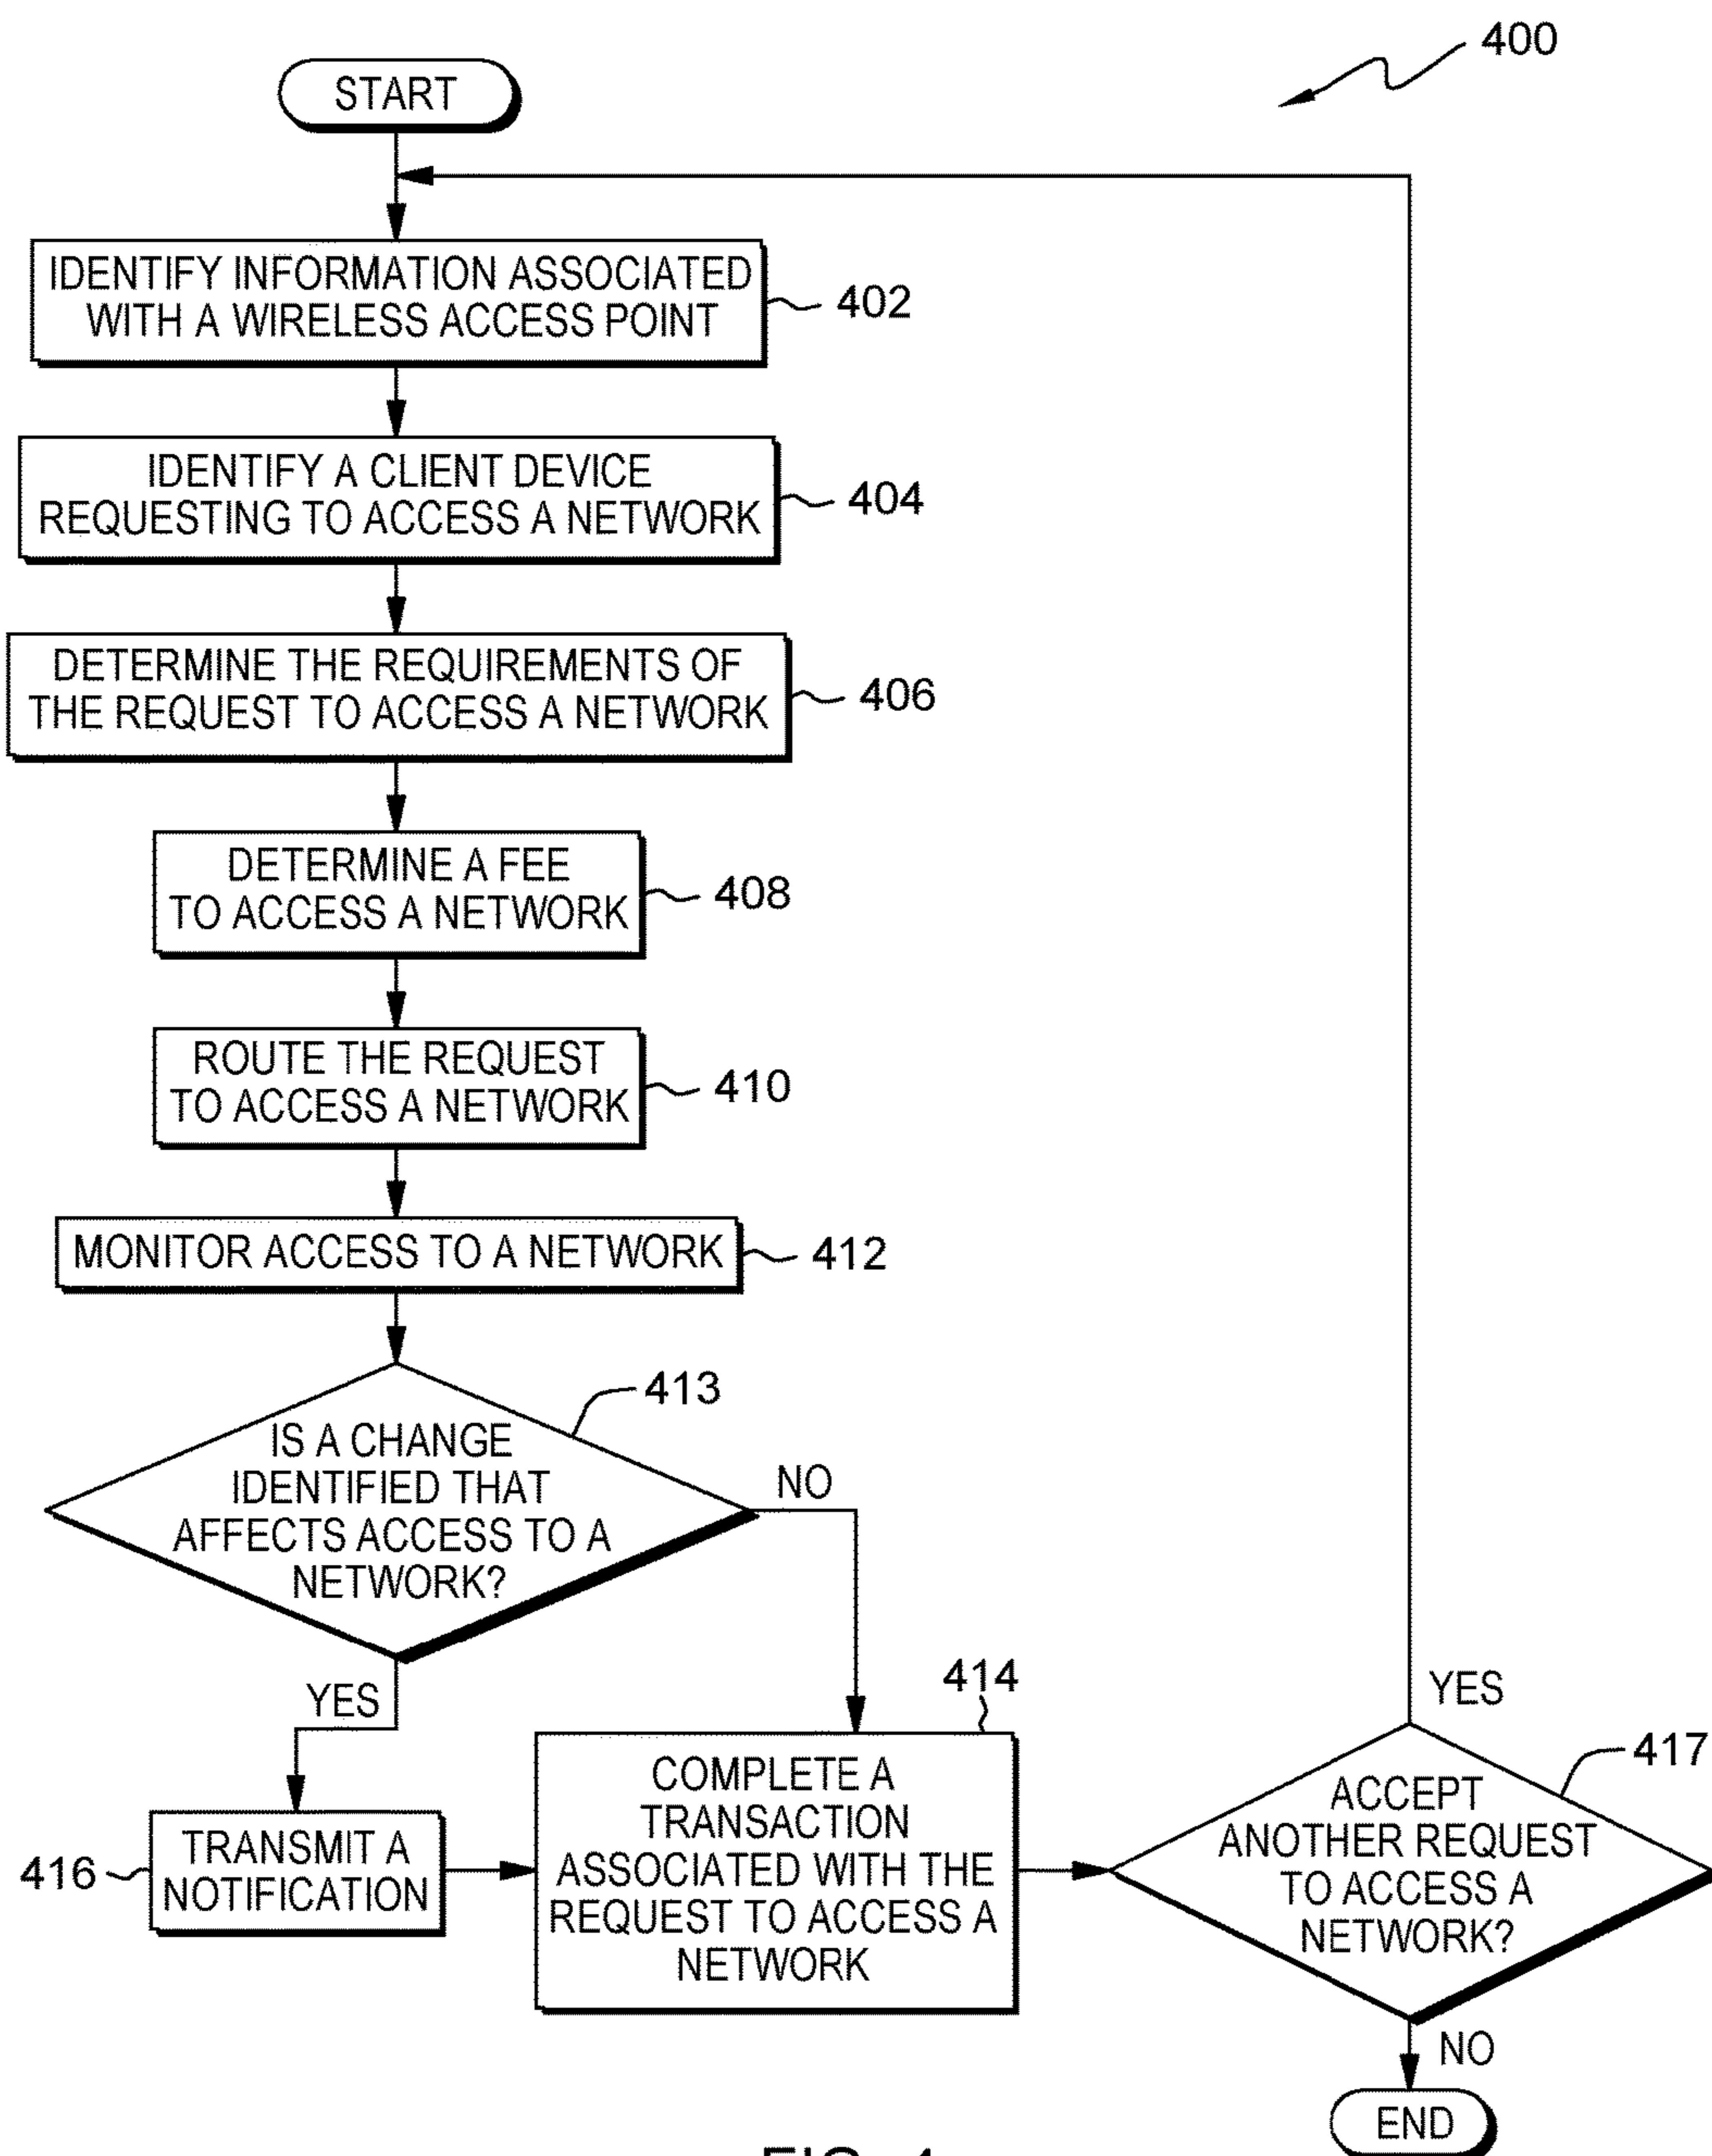 400
START
IDENTIFY INFORMATION ASSOCIATED
WITH A WIRELESS ACCESS POINT
402
IDENTIFY A CLIENT DEVICE
REQUESTING TO ACCESS A NETWORK
404
DETERMINE THE REQUIREMENTS OF
THE REQUEST TO ACCESS A NETWORK
406
DETERMINE A FEE
TO ACCESS A NETWORK
408
ROUTE THE REQUEST
TO ACCESS A NETWORK
410
MONITOR ACCESS TO A NETWORK
412
413
IS A CHANGE
IDENTIFIED THAT
AFFECTS ACCESS TO A
NETWORK?
NO
YES
416
TRANSMIT A
NOTIFICATION
414
COMPLETE A
TRANSACTION
ASSOCIATED WITH THE
REQUEST TO ACCESS A
NETWORK
YES
417
ACCEPT
ANOTHER REQUEST
TO ACCESS A
NETWORK?
NO
END